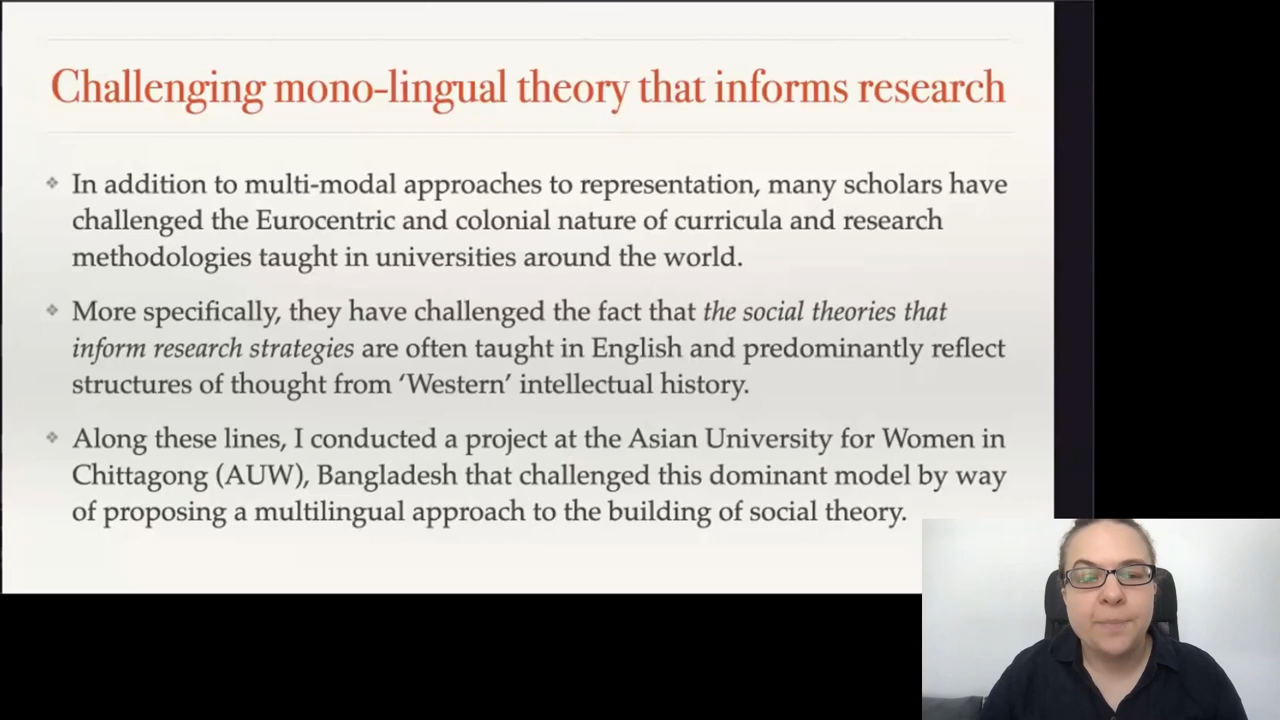 Challenging mono-lingual theory that informs research
❖ In addition to multi-modal approaches to representation, many scholars have
challenged the Eurocentric and colonial nature of curricula and research
methodologies taught in universities around the world.
❖ More specifically, they have challenged the fact that the social theories that
inform research strategies are often taught in English and predominantly reflect
structures of thought from ‘Western’ intellectual history.
❖ Along these lines, I conducted a project at the Asian University for Women in
Chittagong (AUW), Bangladesh that challenged this dominant model by way
of proposing a multilingual approach to the building of social theory.